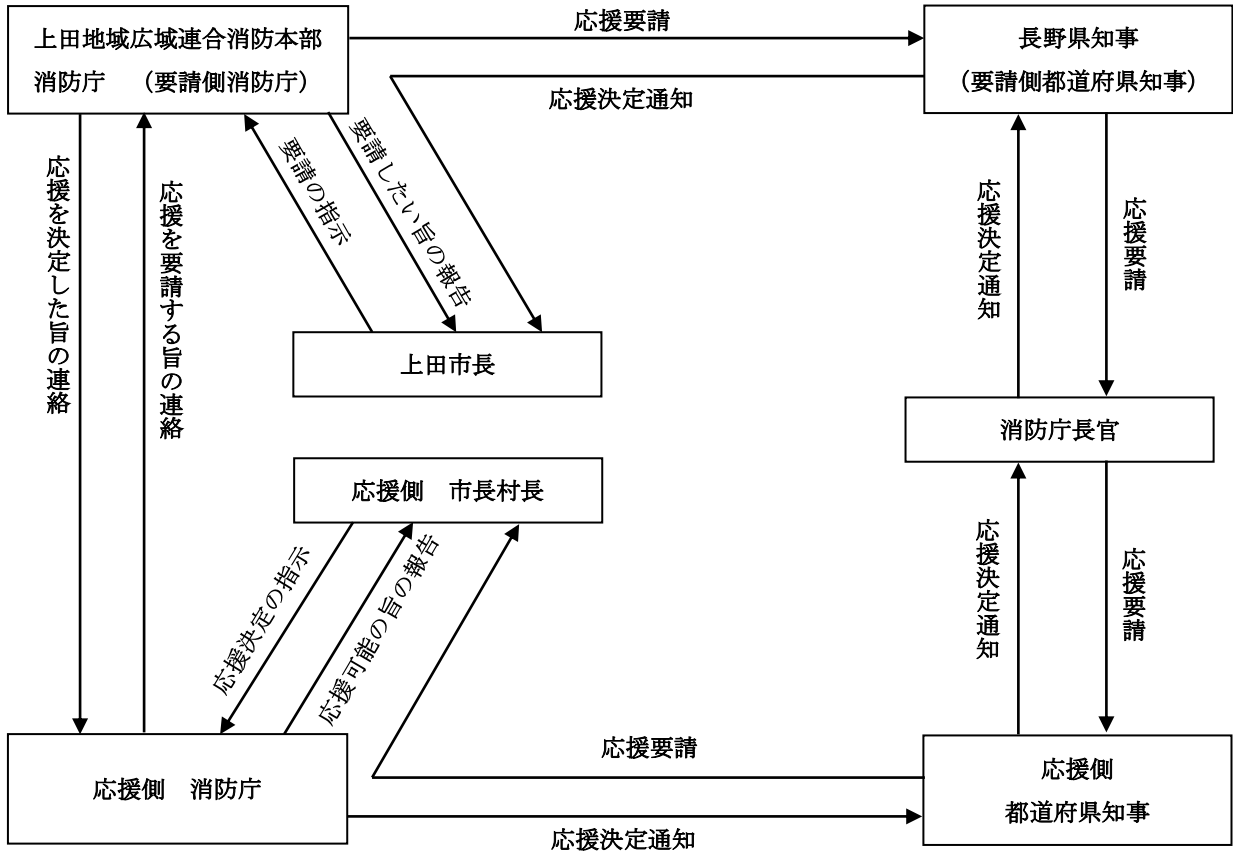 上田地域広域連合消防本部
消防庁　（要請側消防庁）
応援要請
長野県知事
（要請側都道府県知事）
応援決定通知
要請の指示
要請したい旨の報告
応援を決定した旨の連絡
応援を要請する旨の連絡
応援決定通知
応援要請
上田市長
消防庁長官
応援側　市長村長
応援決定の指示
応援可能の旨の報告
応援決定通知
応援要請
応援側　消防庁
応援要請
応援決定通知
応援側
都道府県知事